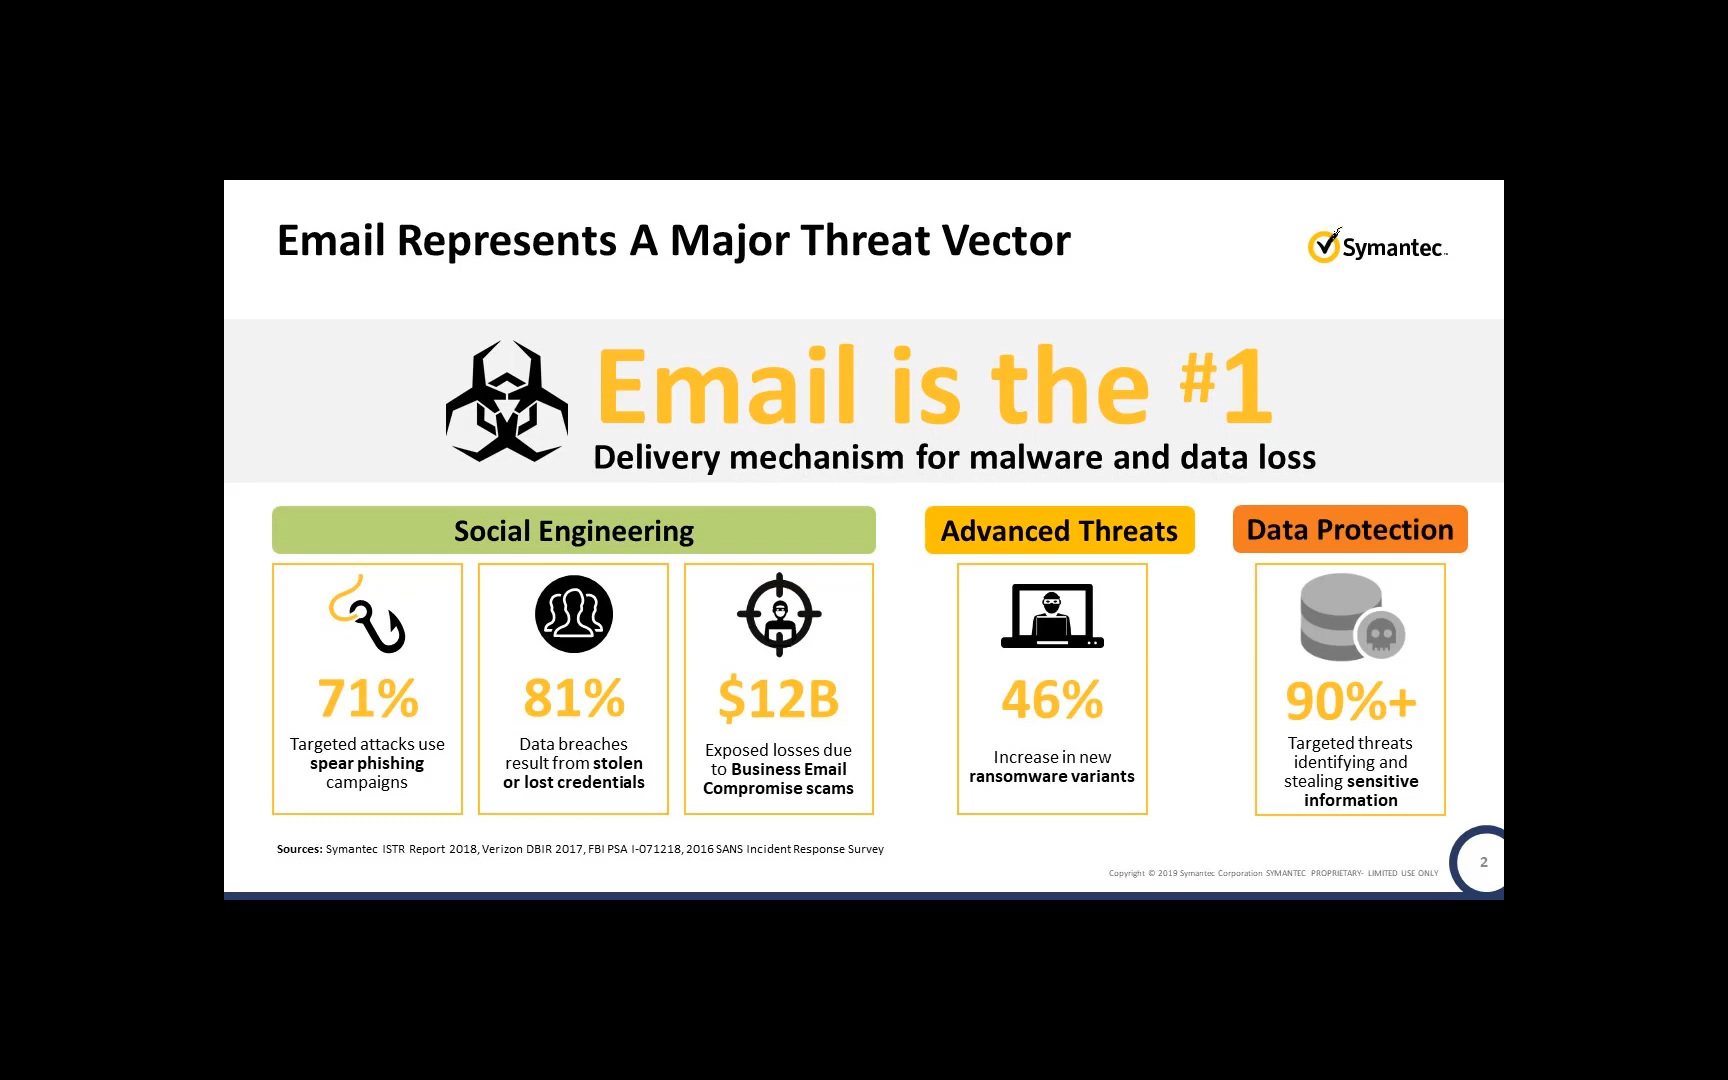 Email Represents A Major Threat Vector
Symantec™
Email is the #1
Delivery mechanism for malware and data loss
Social Engineering
71%
Targeted attacks use
spear phishing
campaigns
81%
Data breaches
result from stolen
or lost credentials
$12B
Exposed losses due
to Business Email
Compromise scams
Advanced Threats
46%
Increase in new
ransomware variants
Data Protection
90%+
Targeted threats
identifying and
stealing sensitive
information
Sources: Symantec ISTR Report 2018, Verizon DBIR 2017, FBI PSA I-071218, 2016 SANS Incident Response Survey
Copyright © 2019 Symantec Corporation SYMANTEC PROPRIETARY- LIMITED USE ONLY
2